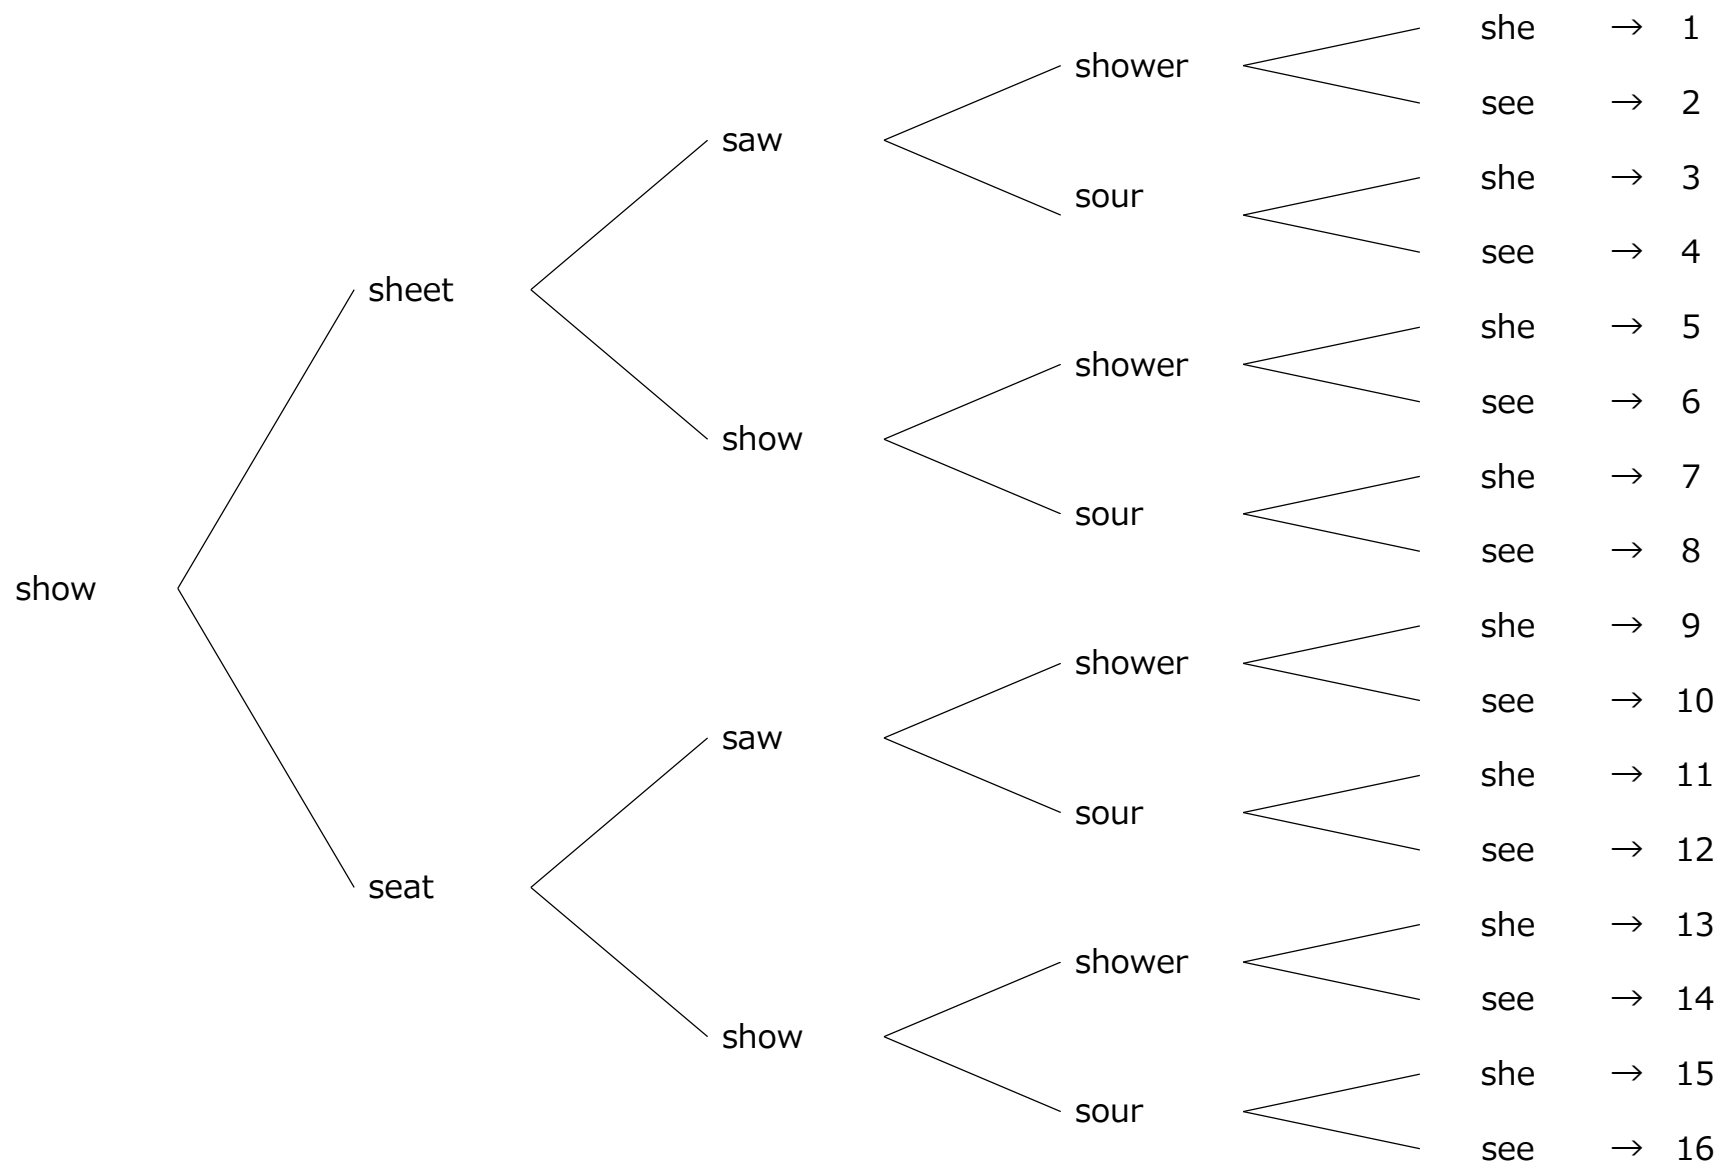 she → 1
shower
see → 2
saw
she → 3
sour
see → 4
sheet
she → 5
shower
see → 6
show
she → 7
sour
see → 8
show
she → 9
shower
see → 10
saw
she → 11
sour
see → 12
seat
she → 13
shower
see → 14
show
she → 15
sour
see → 16